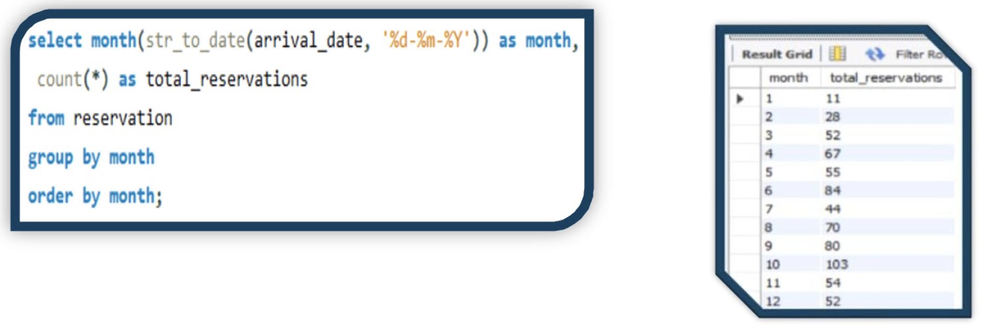 select month(str_to_date(arrival_date, '%d-%m-%Y')) as month,
count(*) as total_reservations
from reservation
group by month
order by month;
Result Grid Filter
month total_reservations
1 11
2 28
3 52
4 67
5 55
6 84
7 44
8 70
9 80
10 103
11 54
12 52